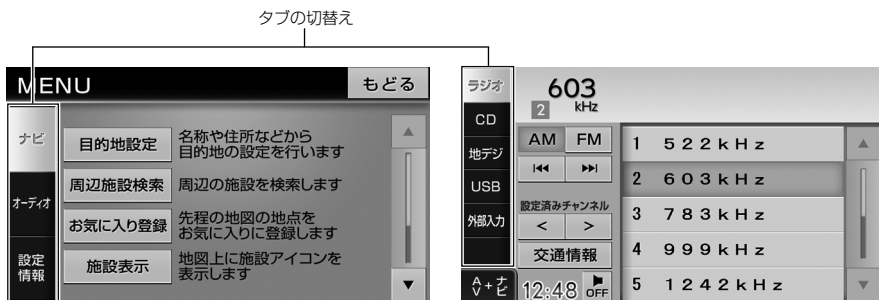 タブの切替え
MENU
もどる
ナビ
オーディオ
設定
情報
目的地設定
名称や住所などから
目的地の設定を行います
周辺施設検索
周辺の施設を検索します
お気に入り登録
先程の地図の地点を
お気に入りに登録します
施設表示
地図上に施設アイコンを
表示します
ラジオ
CD
地デジ
USB
外部入力
A
V
+
ナ
ビ
603
2 kHz
AM FM
設定済みチャンネル
< >
交通情報
12:48 OFF
1 522kHz
2 603kHz
3 783kHz
4 999kHz
5 1242kHz